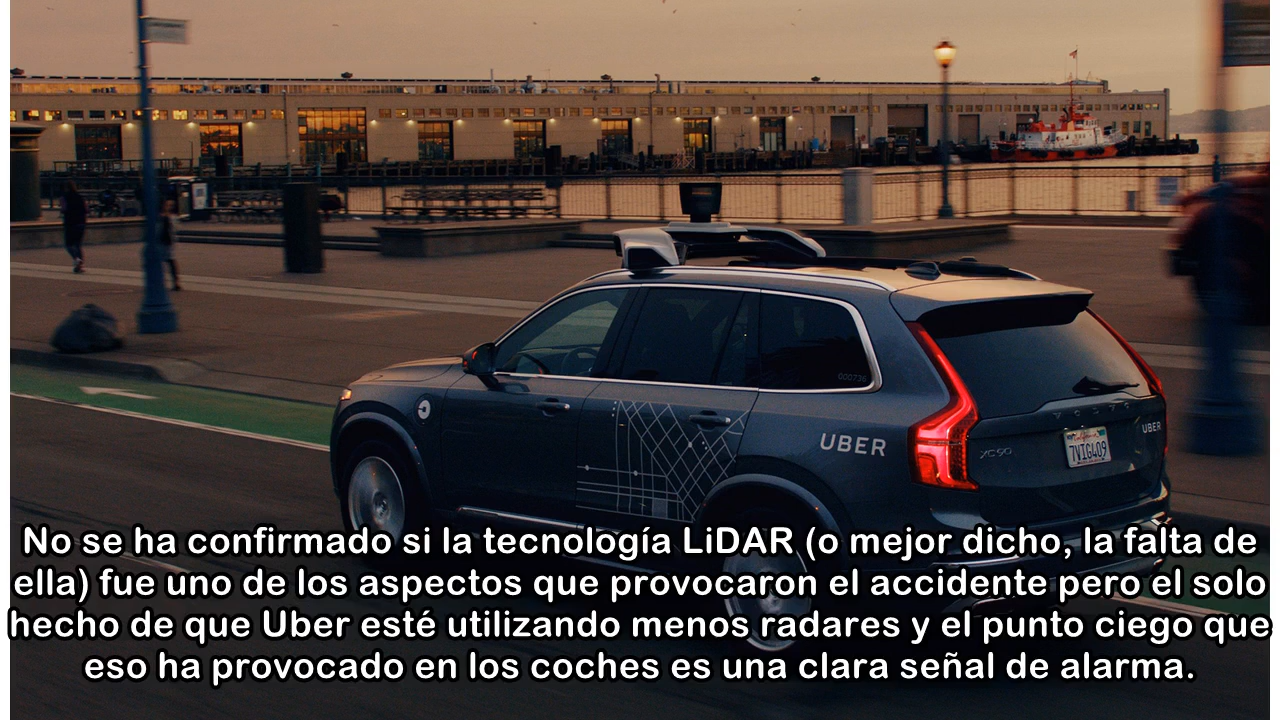 000736
UBER
VOLVO
UBER
XC90
California
7VIG409
No se ha confirmado si la tecnología LiDAR (o mejor dicho, la falta de
ella) fue uno de los aspectos que provocaron el accidente pero el solo
hecho de que Uber esté utilizando menos radares y el punto ciego que
eso ha provocado en los coches es una clara señal de alarma.